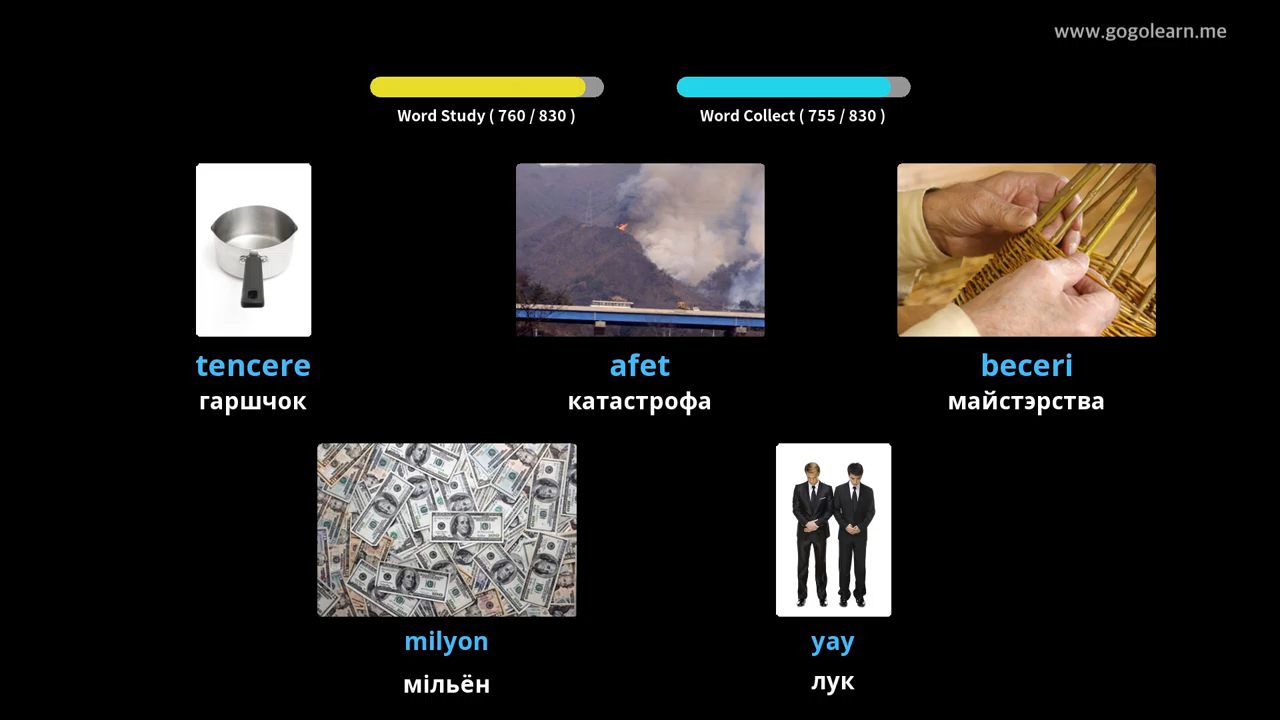 www.gogolearn.me
Word Study ( 760 / 830 )
Word Collect ( 755 / 830 )
tencere
гаршчок
afet
катастрофа
beceri
майстэрства
milyon
мільён
yay
лук